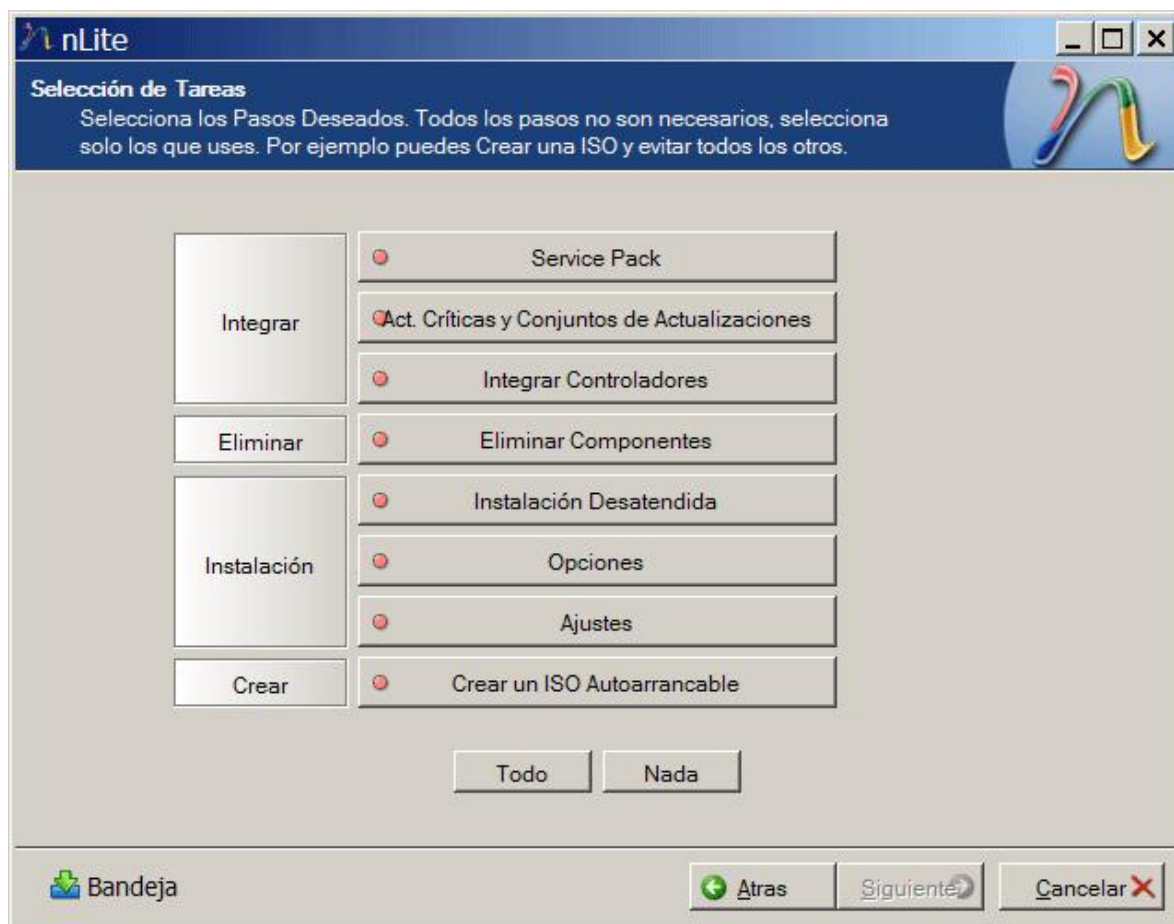 nLite
Selección de Tareas
Selecciona los Pasos Deseados. Todos los pasos no son necesarios, selecciona
solo los que uses. Por ejemplo puedes Crear una ISO y evitar todos los otros.
Integrar
Service Pack
Act. Críticas y Conjuntos de Actualizaciones
Integrar Controladores
Eliminar
Eliminar Componentes
Instalación
Instalación Desatendida
Opciones
Ajustes
Crear
Crear un ISO Autoarrancable
Todo
Nada
Bandeja
Atras
Siguiente
Cancelar